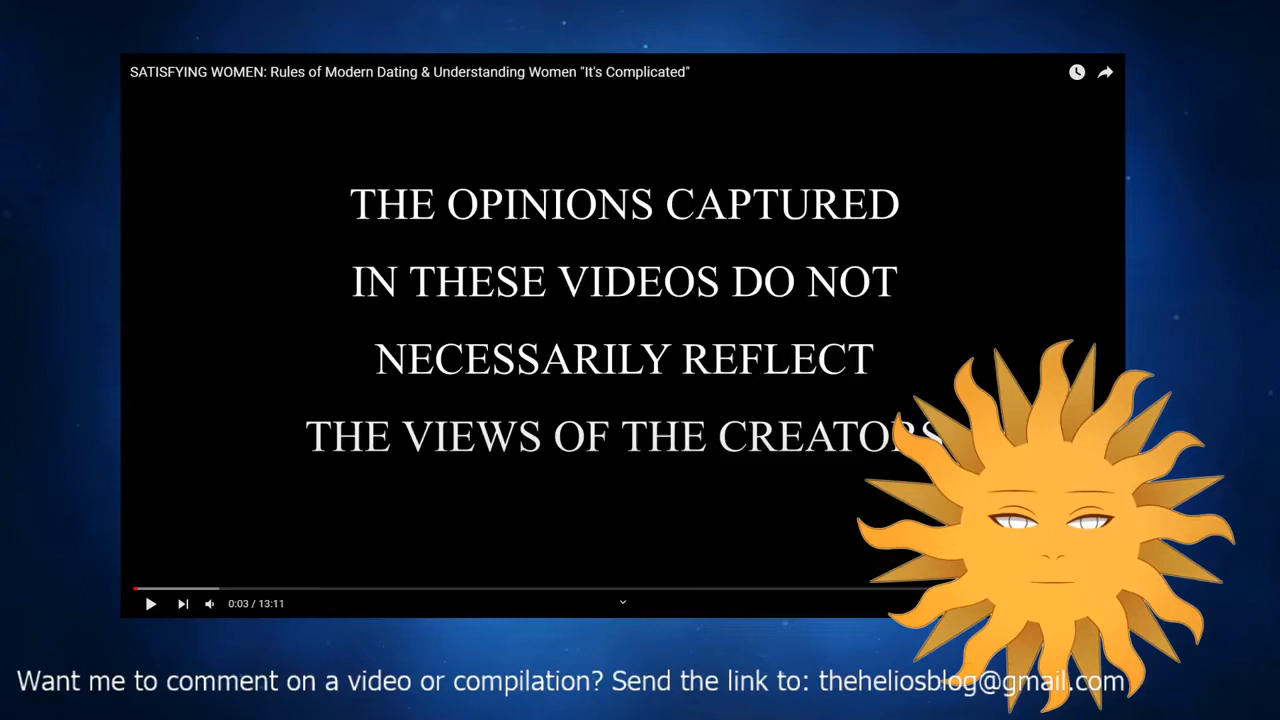 SATISFYING WOMEN: Rules of Modern Dating & Understanding Women "It's Complicated"
THE OPINIONS CAPTURED
IN THESE VIDEOS DO NOT
NECESSARILY REFLECT
THE VIEWS OF THE CREATORS
0:03 / 13:11
Want me to comment on a video or compilation? Send the link to: theheliosblog@gmail.com